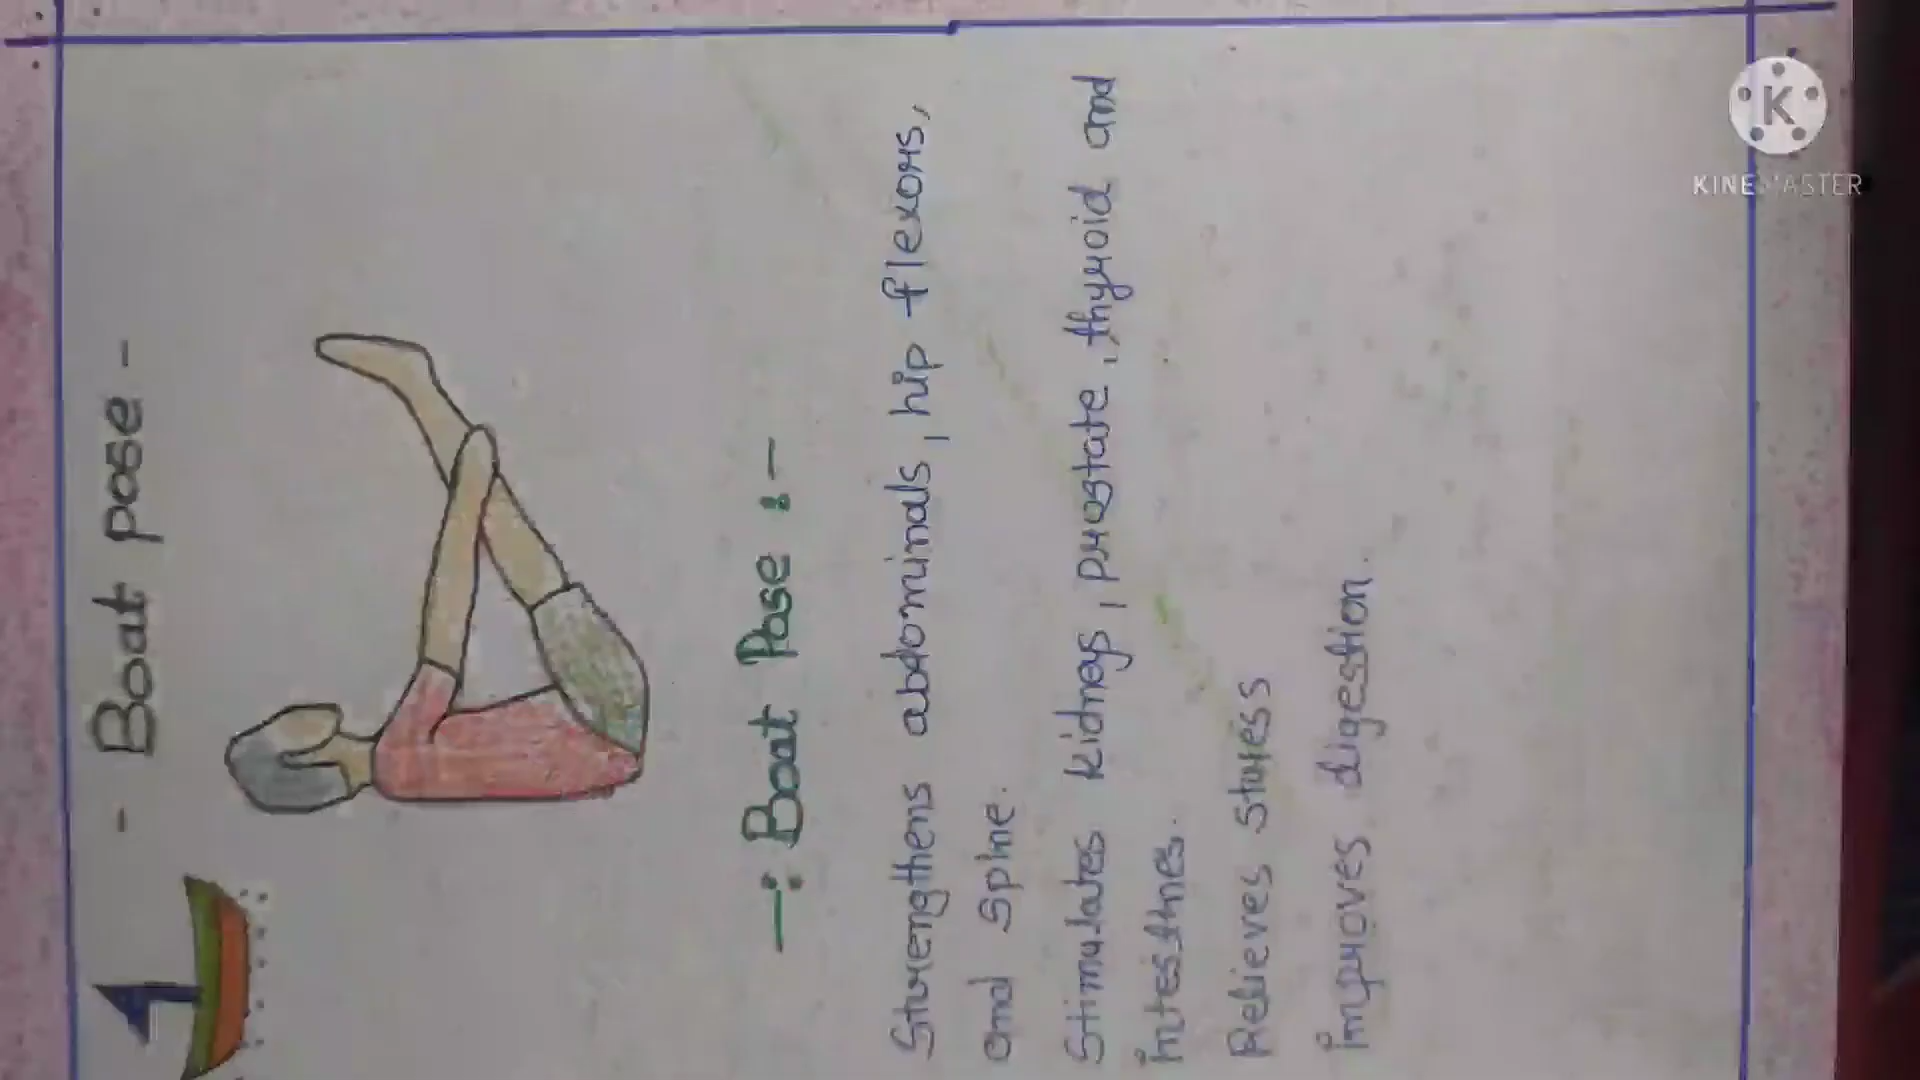 - Boat pose -
-: Boat Pose :-
Strengthens abdominals, hip flexors,
and spine.
Stimulates kidneys, prostate, thyroid and
intestines.
Relieves stress
improves digestion.
K
KINEMASTER